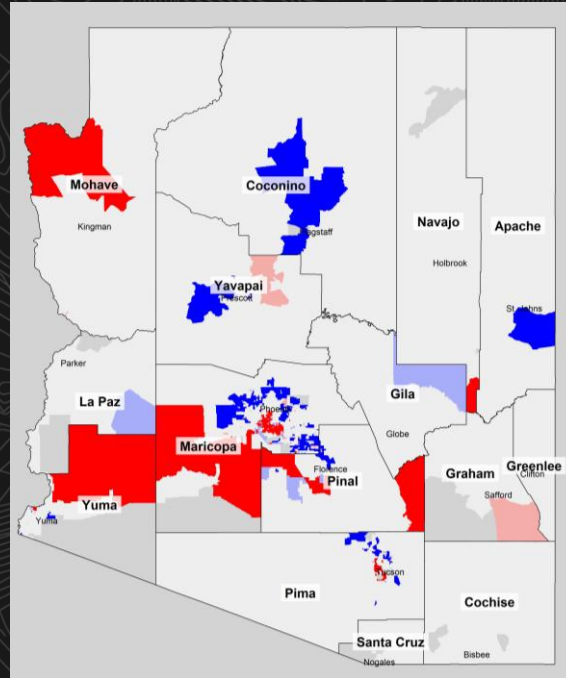 Mohave
Kingman
Coconino
Flagstaff
Navajo
Holbrook
Apache
St. Johns
Yavapai
Prescott
Parker
La Paz
Phoenix
Maricopa
Gila
Globe
Florence
Pinal
Graham
Safford
Greenlee
Clifton
Yuma
Yuma
Tucson
Pima
Cochise
Bisbee
Santa Cruz
Nogales